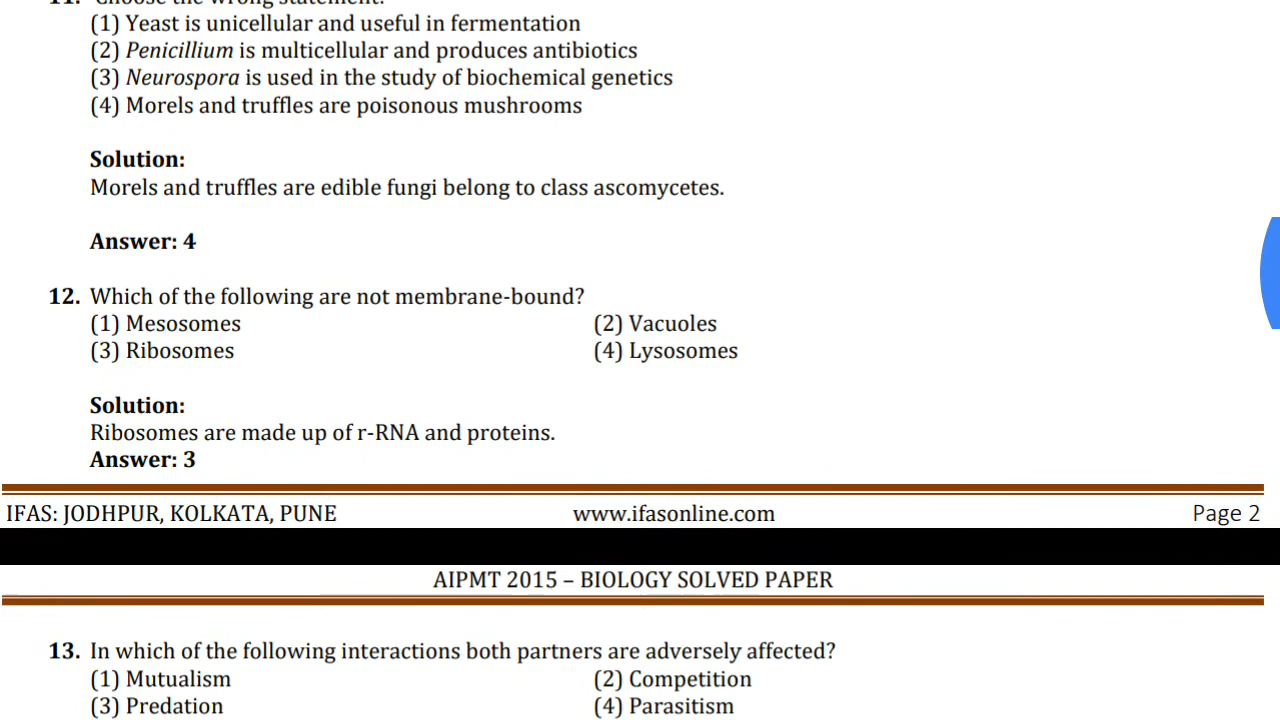 11. Choose the wrong statement.
(1) Yeast is unicellular and useful in fermentation
(2) Penicillium is multicellular and produces antibiotics
(3) Neurospora is used in the study of biochemical genetics
(4) Morels and truffles are poisonous mushrooms
Solution:
Morels and truffles are edible fungi belong to class ascomycetes.
Answer: 4
12. Which of the following are not membrane-bound?
(1) Mesosomes (2) Vacuoles
(3) Ribosomes (4) Lysosomes
Solution:
Ribosomes are made up of r-RNA and proteins.
Answer: 3
IFAS: JODHPUR, KOLKATA, PUNE www.ifasonline.com Page 2
AIPMT 2015 – BIOLOGY SOLVED PAPER
13. In which of the following interactions both partners are adversely affected?
(1) Mutualism (2) Competition
(3) Predation (4) Parasitism